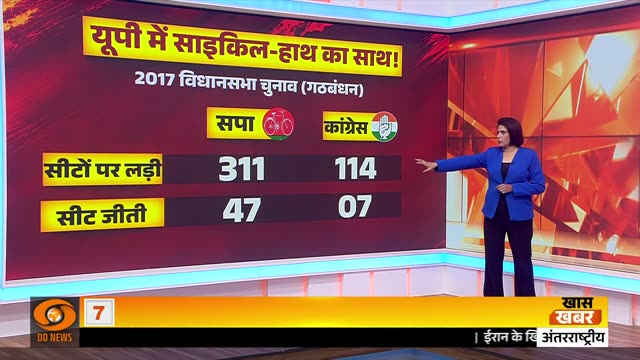 यूपी में साइकिल-हाथ का साथ!
2017 विधानसभा चुनाव (गठबंधन)
सपा कांग्रेस
सीटों पर लड़ी 311 114
सीट जीती 47 07
7
खास
खबर
DD NEWS
| ईरान के खि
अंतरराष्ट्रीय